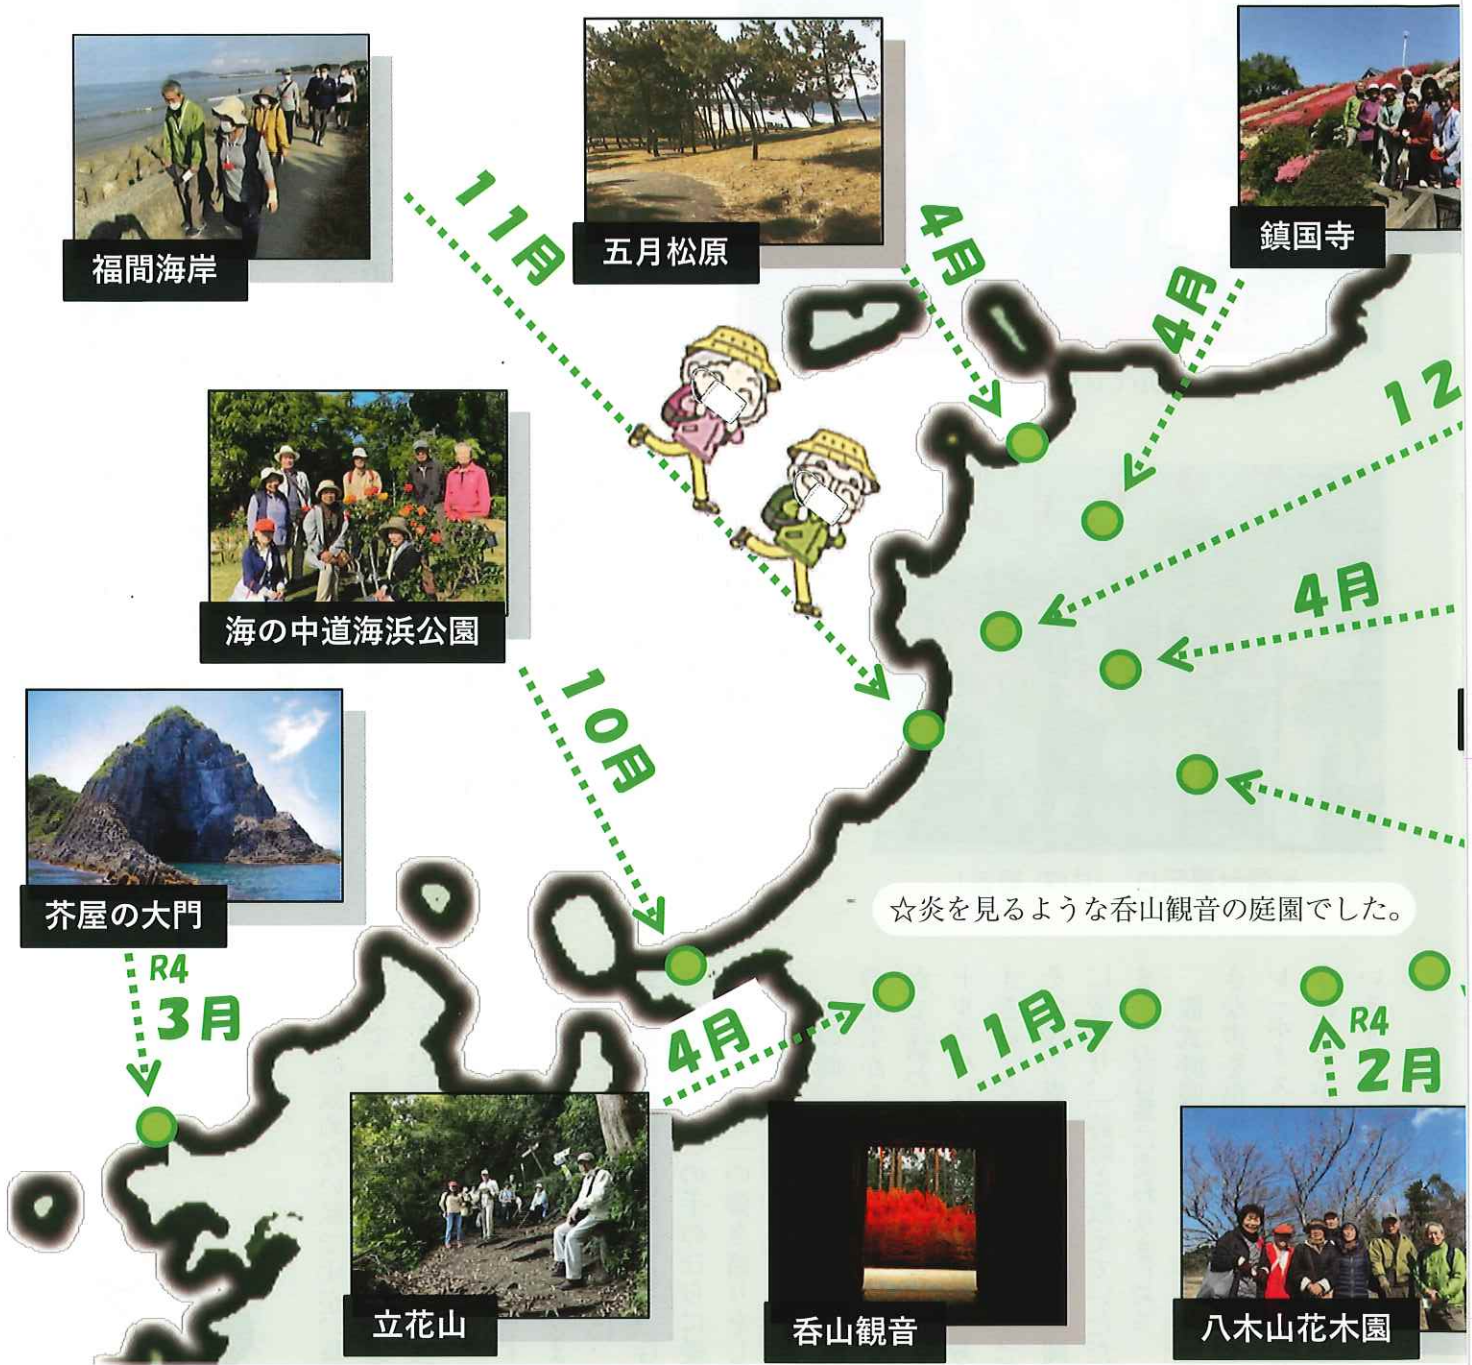 福間海岸
11月
五月松原
4月
鎮国寺
4月
12
海の中道海浜公園
10月
4月
芥屋の大門
R4
3月
☆炎を見るような呑山観音の庭園でした。
立花山
4月
呑山観音
11月
八木山花木園
R4
2月